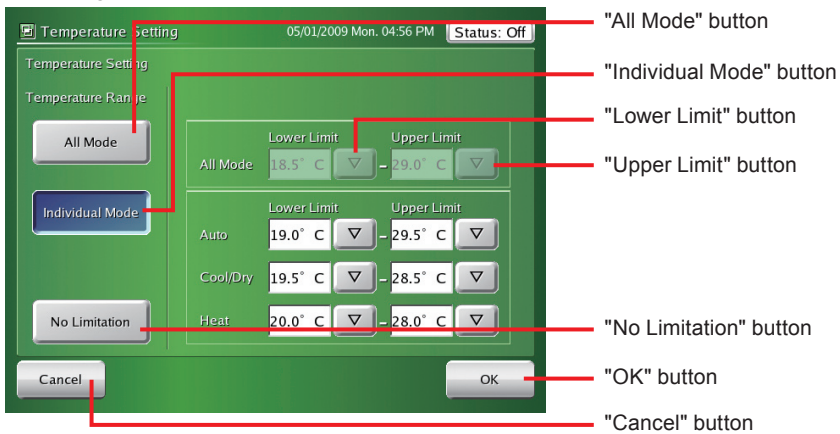 Temperature Setting 05/01/2009 Mon. 04:56 PM Status: Off
Temperature Setting
Temperature Range
All Mode
Individual Mode
No Limitation
Lower Limit Upper Limit
All Mode 18.5° C ▽ – 29.0° C ▽
Lower Limit Upper Limit
Auto 19.0° C ▽ – 29.5° C ▽
Cool/Dry 19.5° C ▽ – 28.5° C ▽
Heat 20.0° C ▽ – 28.0° C ▽
Cancel OK
"All Mode" button
"Individual Mode" button
"Lower Limit" button
"Upper Limit" button
"No Limitation" button
"OK" button
"Cancel" button